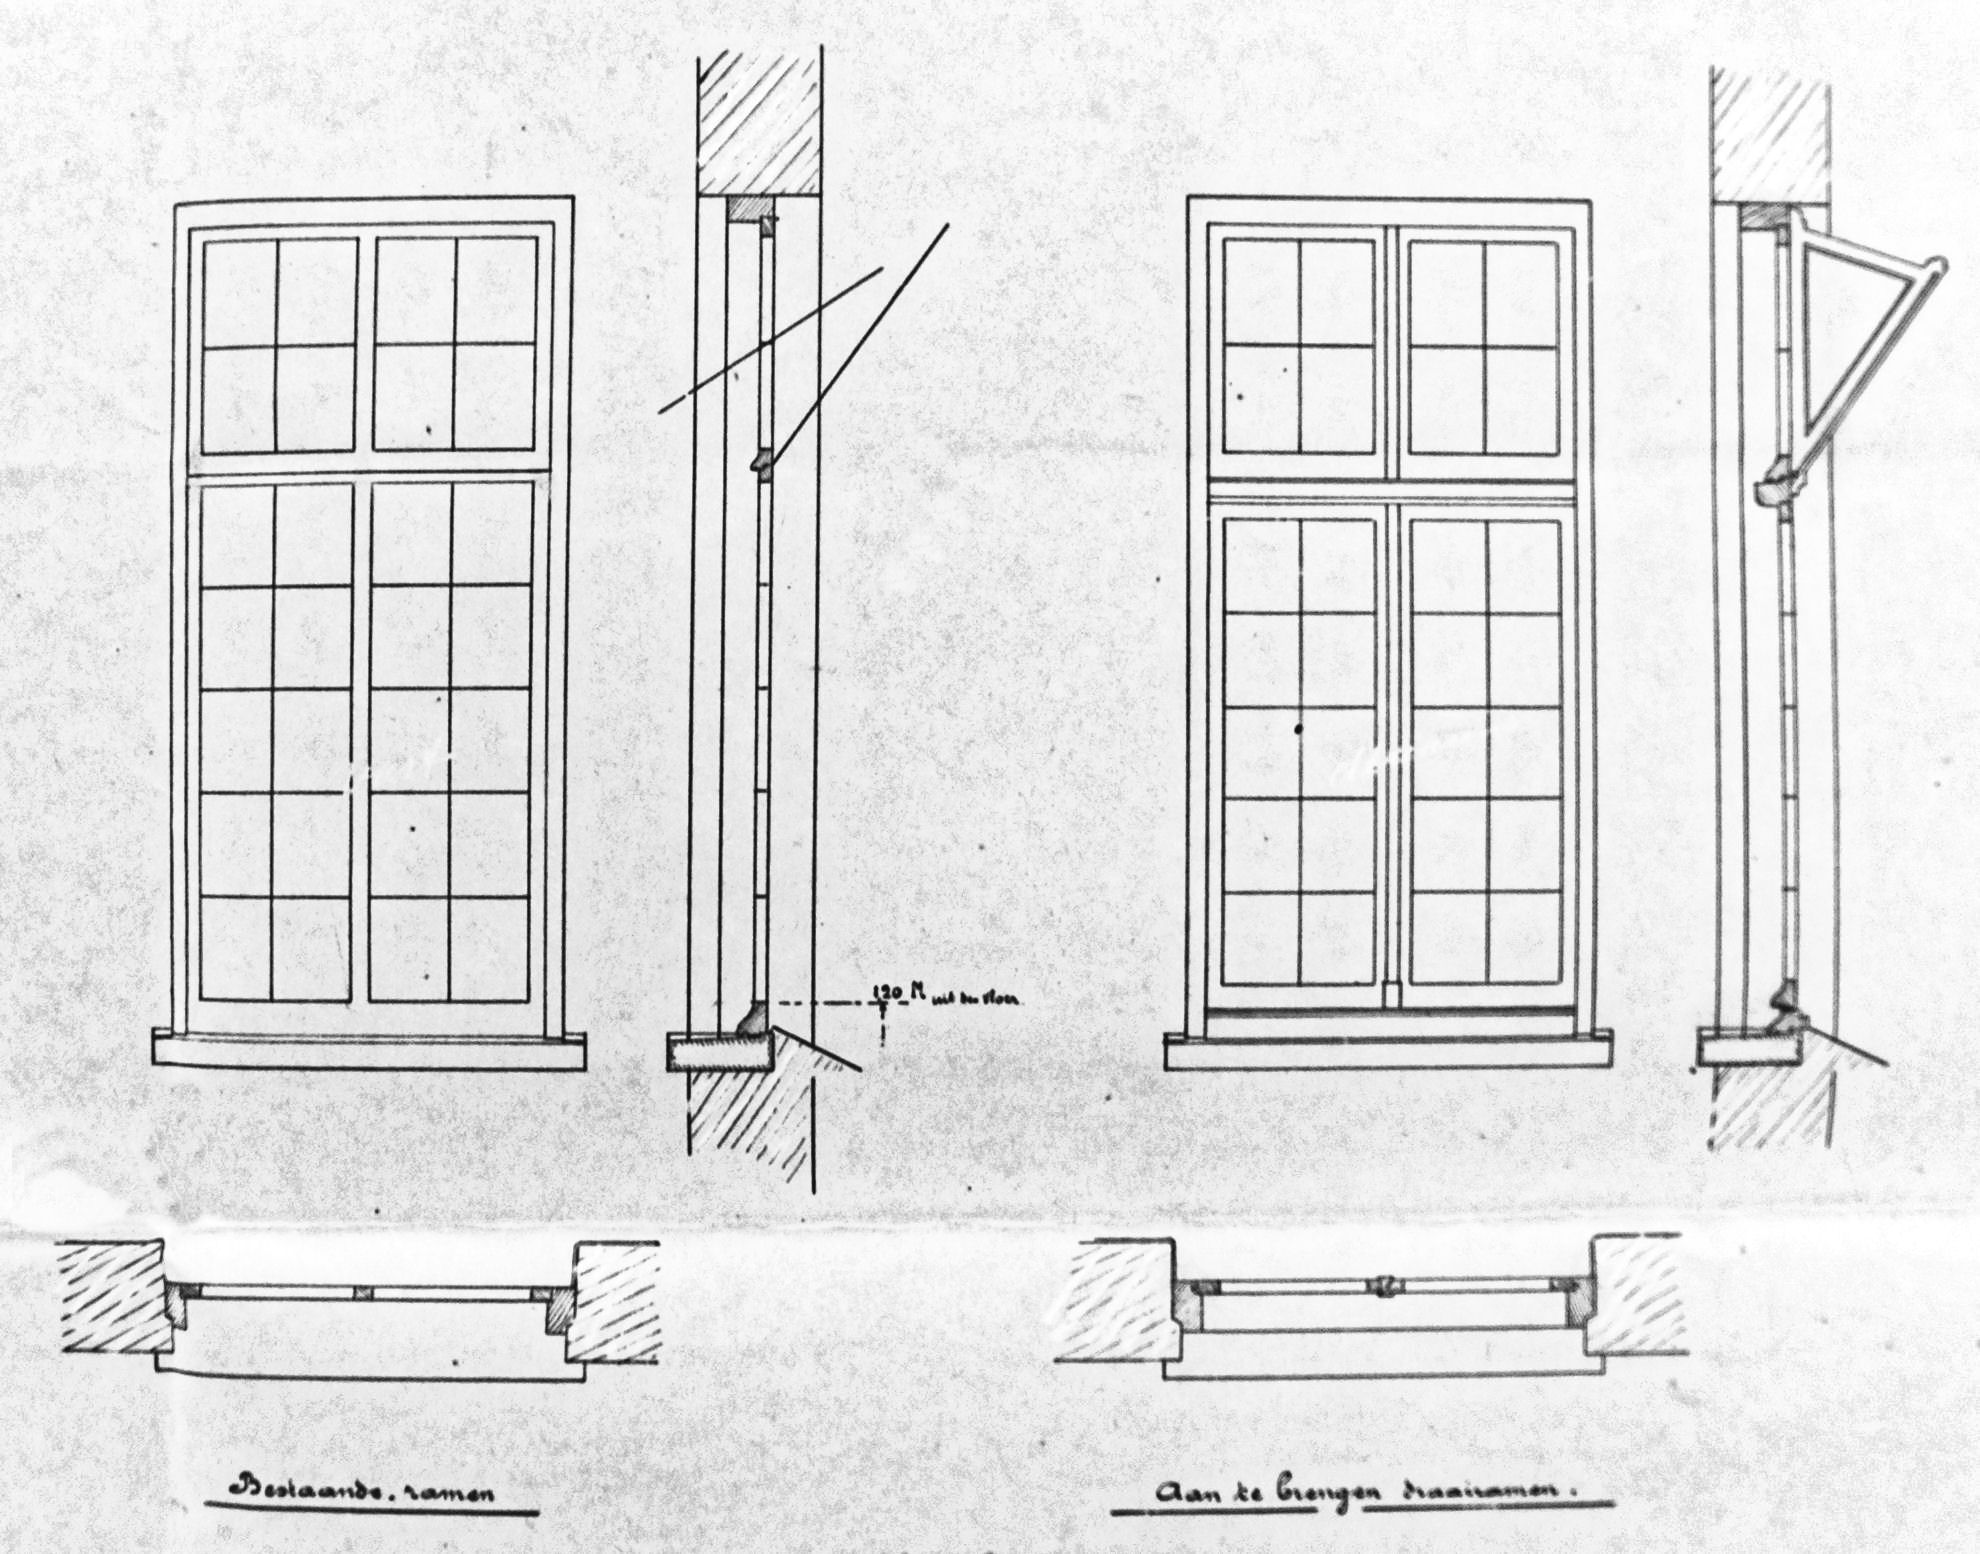 120 M uit den vloer
Bestaande. ramen
Aan te brengen draairamen.